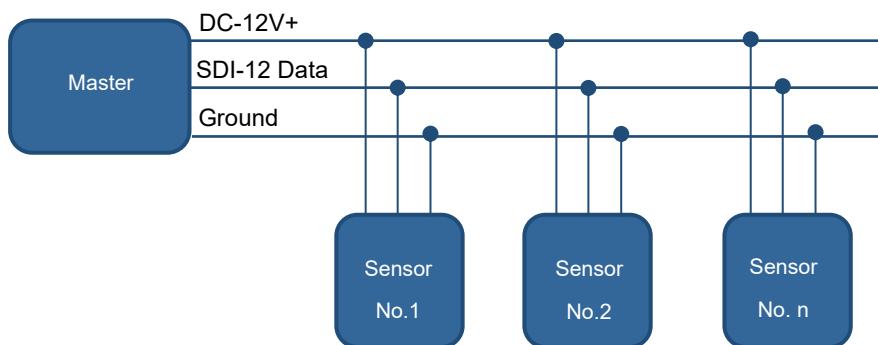 DC-12V+
SDI-12 Data
Master
Ground
Sensor
No.1
Sensor
No.2
Sensor
No. n